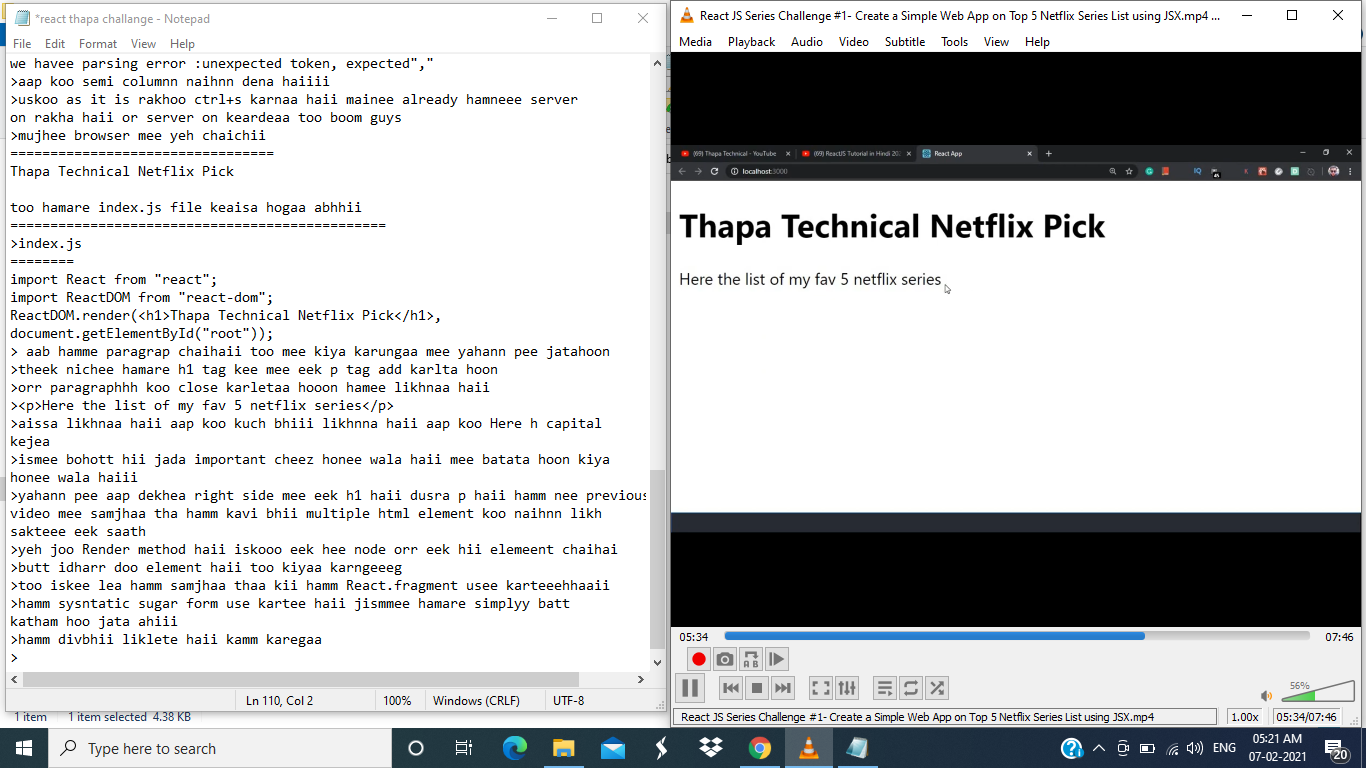 *react thapa challange - Notepad
File Edit Format View Help
we havee parsing error :unexpected token, expected","
>aap koo semi columnn naihnn dena haiiii
>uskoo as it is rakhoo ctrl+s karnaa haii mainee already hamneee server
on rakha haii or server on keardeaa too boom guys
>mujhee browser mee yeh chaichii
=================================
Thapa Technical Netflix Pick
too hamare index.js file keaisa hogaa abhhii
===============================================
>index.js
========
import React from "react";
import ReactDOM from "react-dom";
ReactDOM.render(<h1>Thapa Technical Netflix Pick</h1>,
document.getElementById("root"));
> aab hamme paragrap chaihaii too mee kiya karungaa mee yahann pee jatahoon
>theek nichee hamare h1 tag kee mee eek p tag add karlta hoon
>orr paragraphhh koo close karletaa hooon hamee likhnaa haii
><p>Here the list of my fav 5 netflix series</p>
>aissa likhnaa haii aap koo kuch bhiii likhnna haii aap koo Here h capital
kejea
>ismee bohott hii jada important cheez honee wala haii mee batata hoon kiya
honee wala haiii
>yahann pee aap dekhea right side mee eek h1 haii dusra p haii hamm nee previous
video mee samjhaa tha hamm kavi bhii multiple html element koo naihnn likh
sakteee eek saath
>yeh joo Render method haii iskooo eek hee node orr eek hii elemeent chaihai
>butt idharr doo element haii too kiyaa karngeeeg
>too iskee lea hamm samjhaa thaa kii hamm React.fragment usee karteeehhaaii
>hamm sysntatic sugar form use kartee haii jismmee hamare simplyy batt
katham hoo jata ahiii
>hamm divbhii liklete haii kamm karegaa
>
Ln 110, Col 2 100% Windows (CRLF) UTF-8
1 item 1 item selected 4.38 KB
React JS Series Challenge #1- Create a Simple Web App on Top 5 Netflix Series List using JSX.mp4 ...
Media Playback Audio Video Subtitle Tools View Help
(69) Thapa Technical - YouTube (69) ReactJS Tutorial in Hindi 20 React App
localhost:3000
Thapa Technical Netflix Pick
Here the list of my fav 5 netflix series
05:34 07:46
A B
56%
React JS Series Challenge #1- Create a Simple Web App on Top 5 Netflix Series List using JSX.mp4 1.00x 05:34/07:46
Type here to search
ENG 05:21 AM
07-02-2021
20